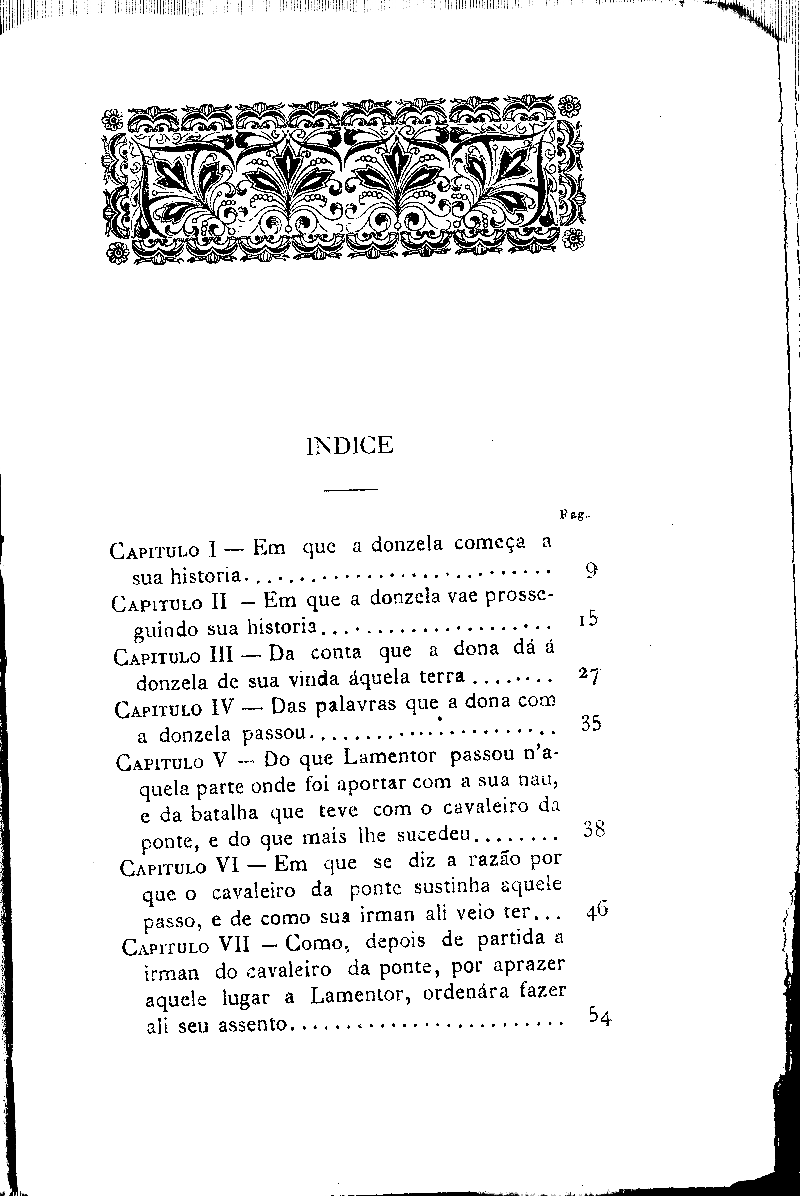 INDICE
Pag.
CAPITULO I — Em que a donzela começa a
sua historia........................... 9
CAPITULO II — Em que a donzela vae prosse-
guindo sua historia..................... 15
CAPITULO III — Da conta que a dona dá á
donzela de sua vinda áquela terra ........ 27
CAPITULO IV — Das palavras que a dona com
a donzela passou........................ 35
CAPITULO V — Do que Lamentor passou n'a-
quela parte onde foi aportar com a sua nau,
e da batalha que teve com o cavaleiro da
ponte, e do que mais lhe sucedeu........ 38
CAPITULO VI — Em que se diz a razão por
que o cavaleiro da ponte sustinha aquele
passo, e de como sua irman ali veio ter... 46
CAPITULO VII — Como, depois de partida a
irman do cavaleiro da ponte, por aprazer
aquele lugar a Lamentor, ordenára fazer
ali seu assento......................... 54